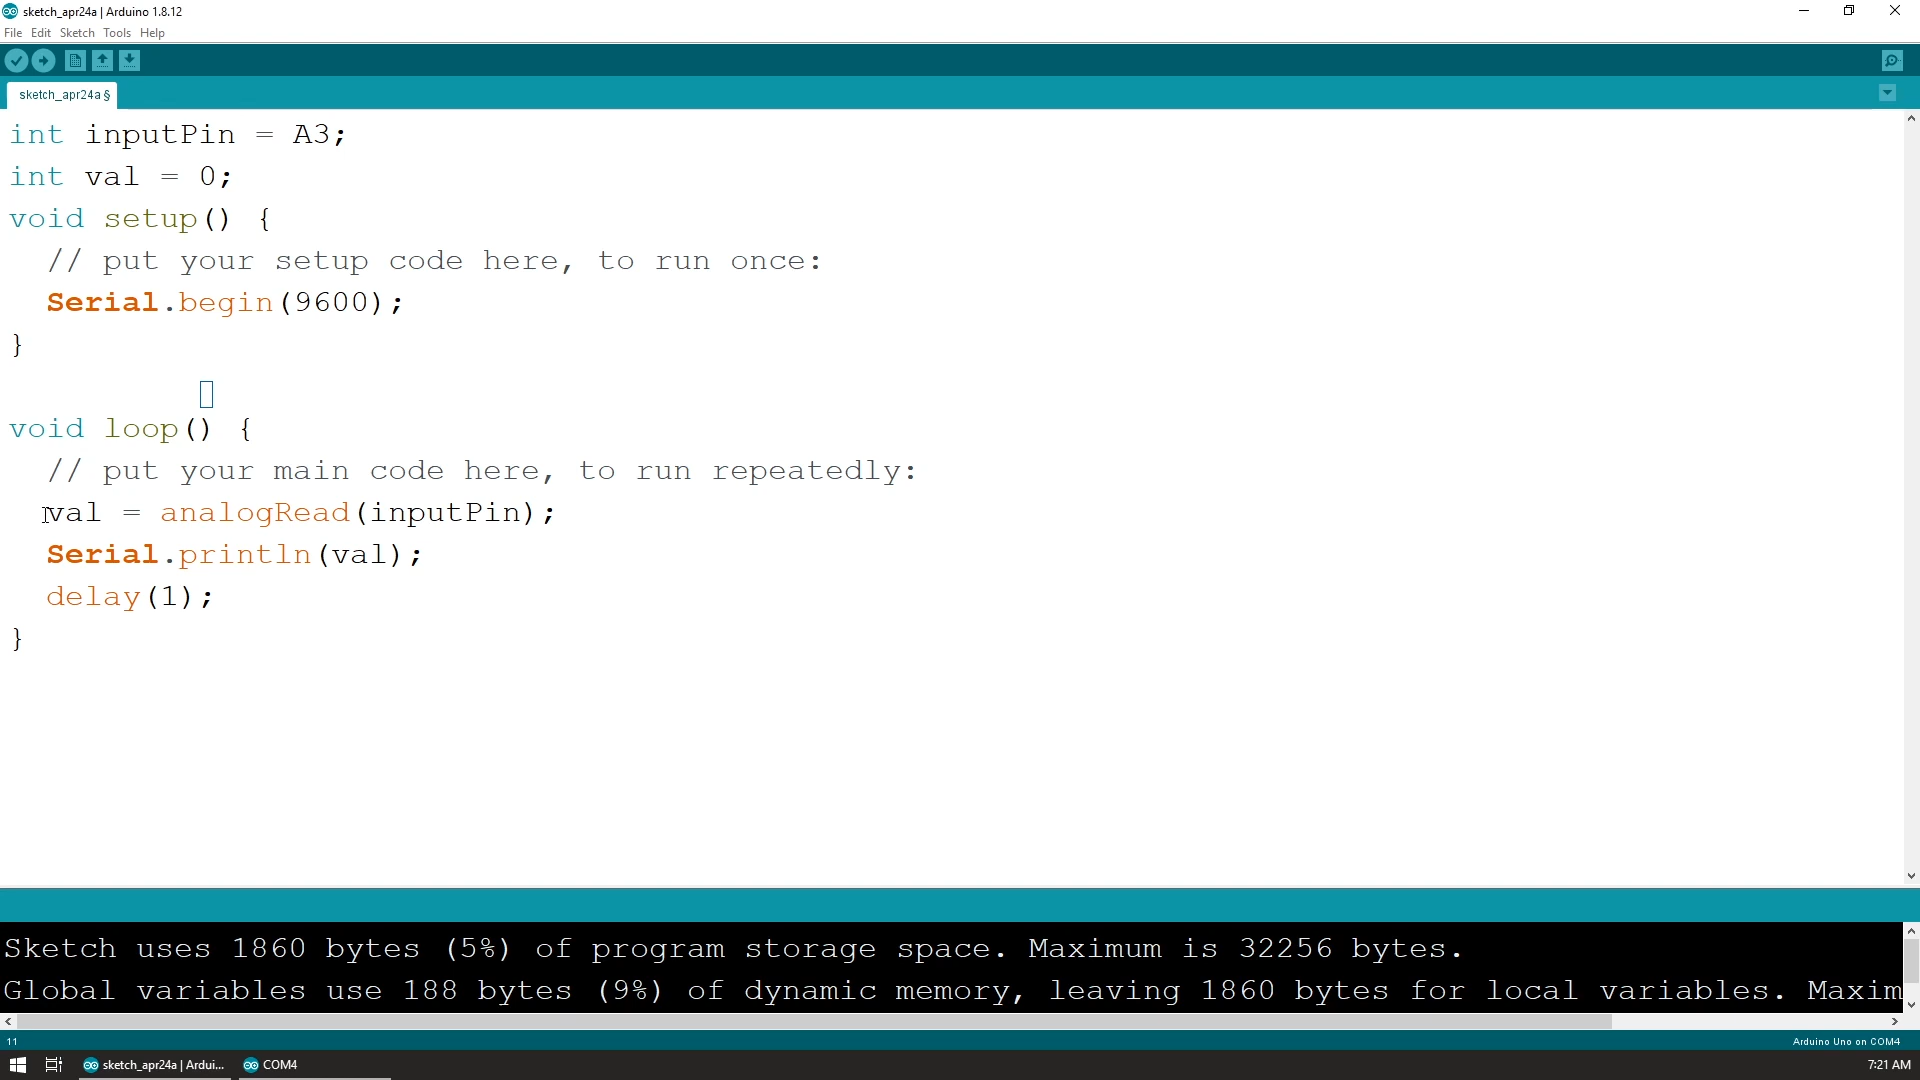 sketch_apr24a | Arduino 1.8.12
File Edit Sketch Tools Help
sketch_apr24a §
int inputPin = A3;
int val = 0;
void setup() {
// put your setup code here, to run once:
Serial.begin(9600);
}
void loop() {
// put your main code here, to run repeatedly:
val = analogRead(inputPin);
Serial.println(val);
delay(1);
}
Sketch uses 1860 bytes (5%) of program storage space. Maximum is 32256 bytes.
Global variables use 188 bytes (9%) of dynamic memory, leaving 1860 bytes for local variables. Maxim
11
Arduino Uno on COM4
sketch_apr24a | Ardui...
COM4
7:21 AM